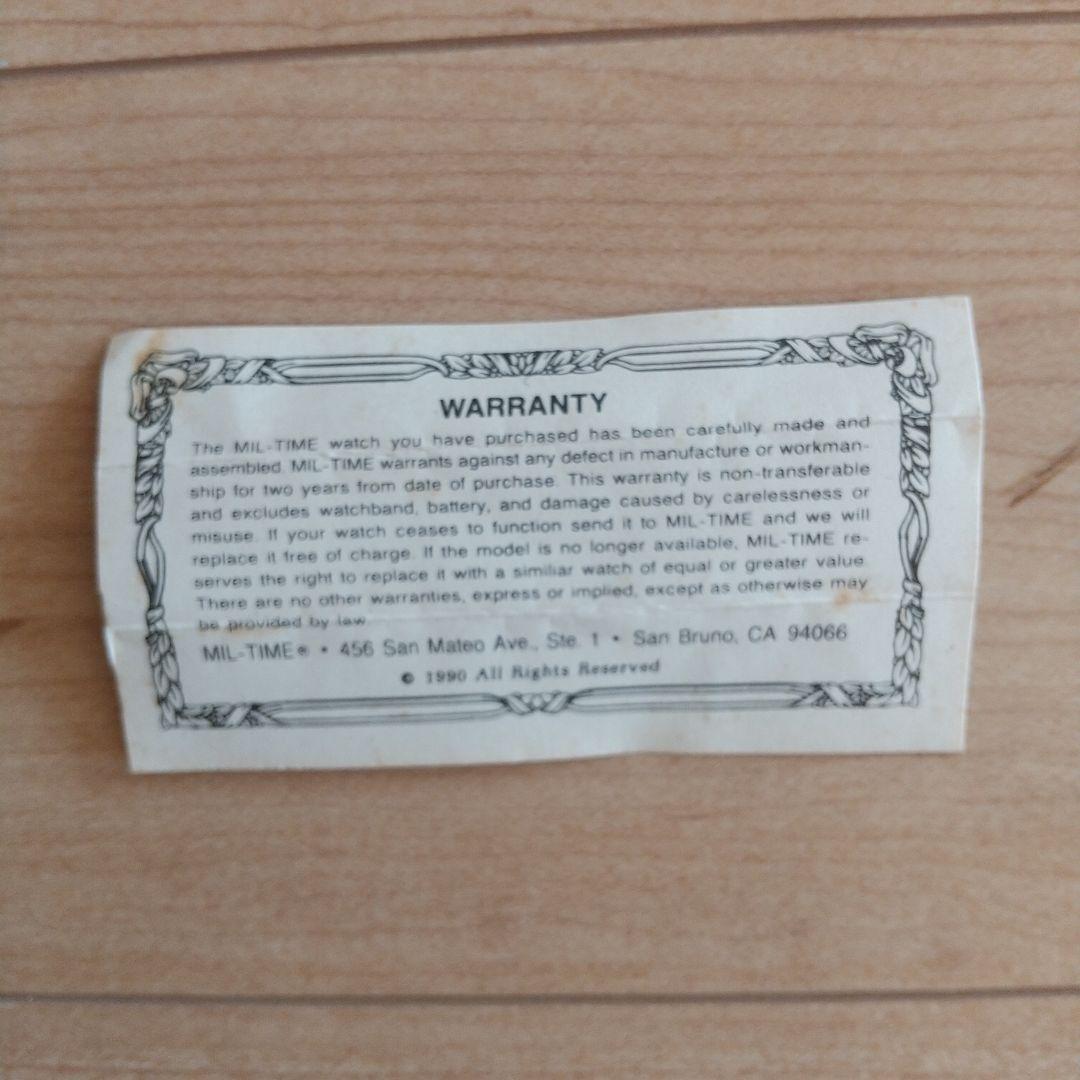 WARRANTY
The MIL-TIME watch you have purchased has been carefully made and
assembled. MIL-TIME warrants against any defect in manufacture or workman-
ship for two years from date of purchase. This warranty is non-transferable
and excludes watchband, battery, and damage caused by carelessness or
misuse. If your watch ceases to function send it to MIL-TIME and we will
replace it free of charge. If the model is no longer available, MIL-TIME re-
serves the right to replace it with a similiar watch of equal or greater value.
There are no other warranties, express or implied, except as otherwise may
be provided by law.
MIL-TIME® • 456 San Mateo Ave., Ste. 1 • San Bruno, CA 94066
© 1990 All Rights Reserved